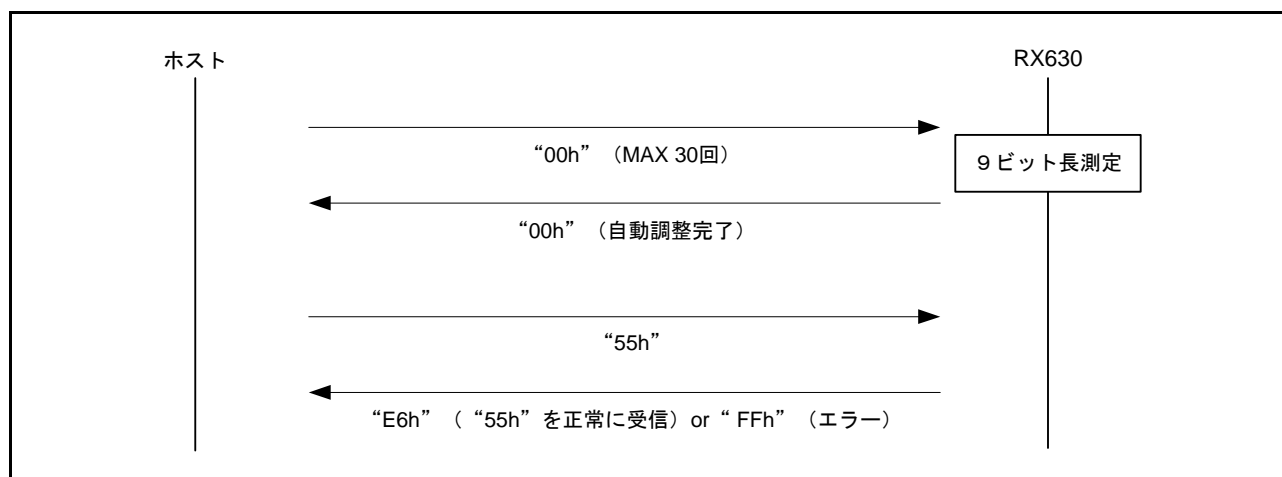 ホスト
RX630
“00h” （MAX 30回）
9ビット長測定
“00h” （自動調整完了）
“55h”
“E6h” （ “55h” を正常に受信）or “ FFh” （エラー）